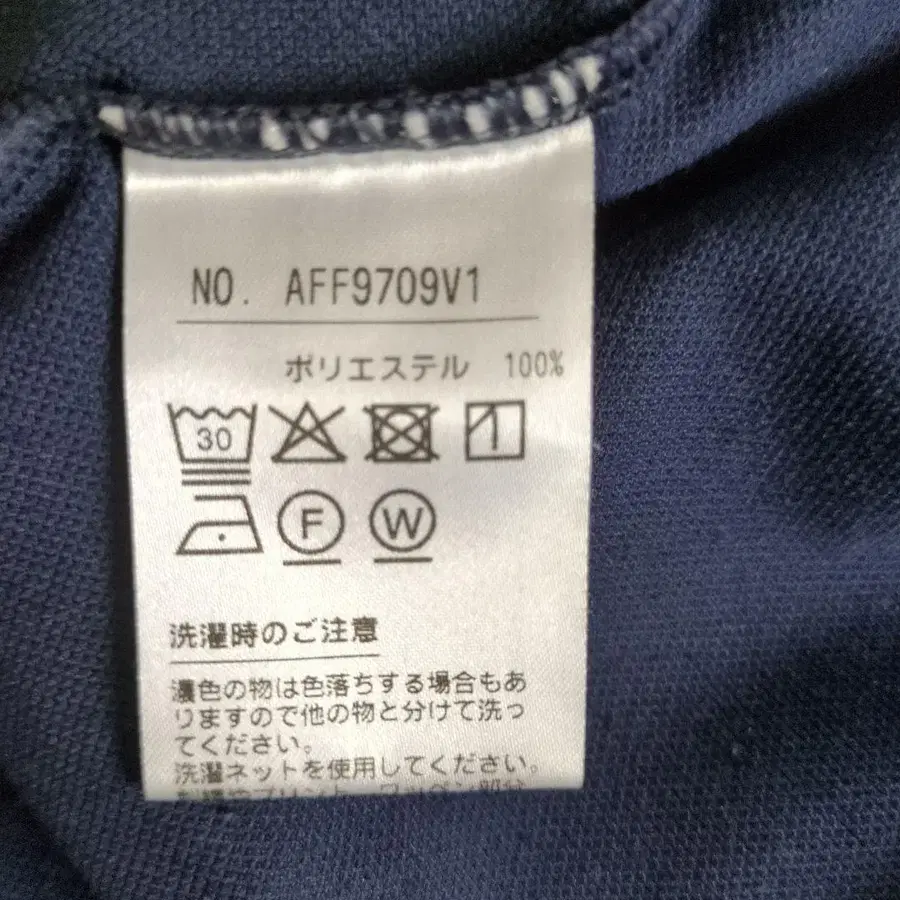 NO. AFF9709V1
ポリエステル 100%
30
F W
洗濯時のご注意
濃色の物は色落ちする場合もあ
りますので他の物と分けて洗っ
てください。
洗濯ネットを使用してください。